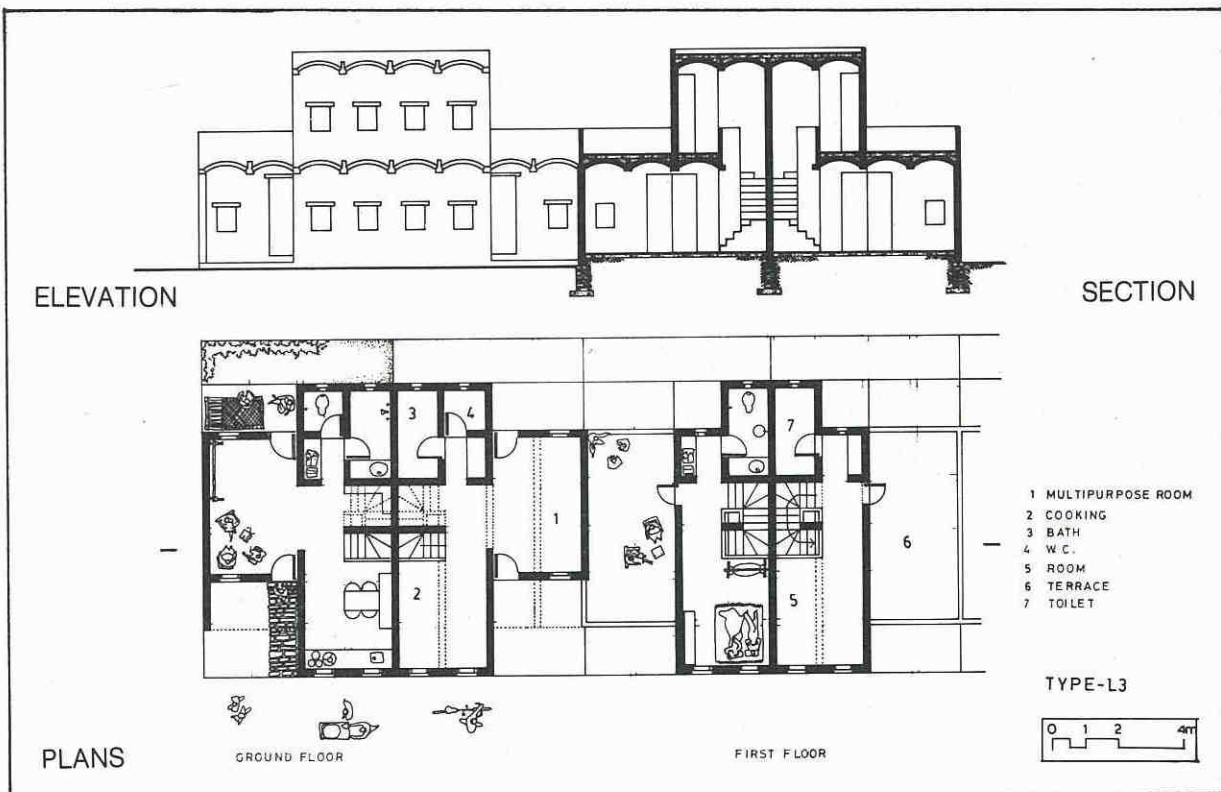 ELEVATION
SECTION
3
4
1
2
7
6
5
1 MULTIPURPOSE ROOM
2 COOKING
3 BATH
4 W.C.
5 ROOM
6 TERRACE
7 TOILET
TYPE-L3
0 1 2 4m
PLANS
GROUND FLOOR
FIRST FLOOR